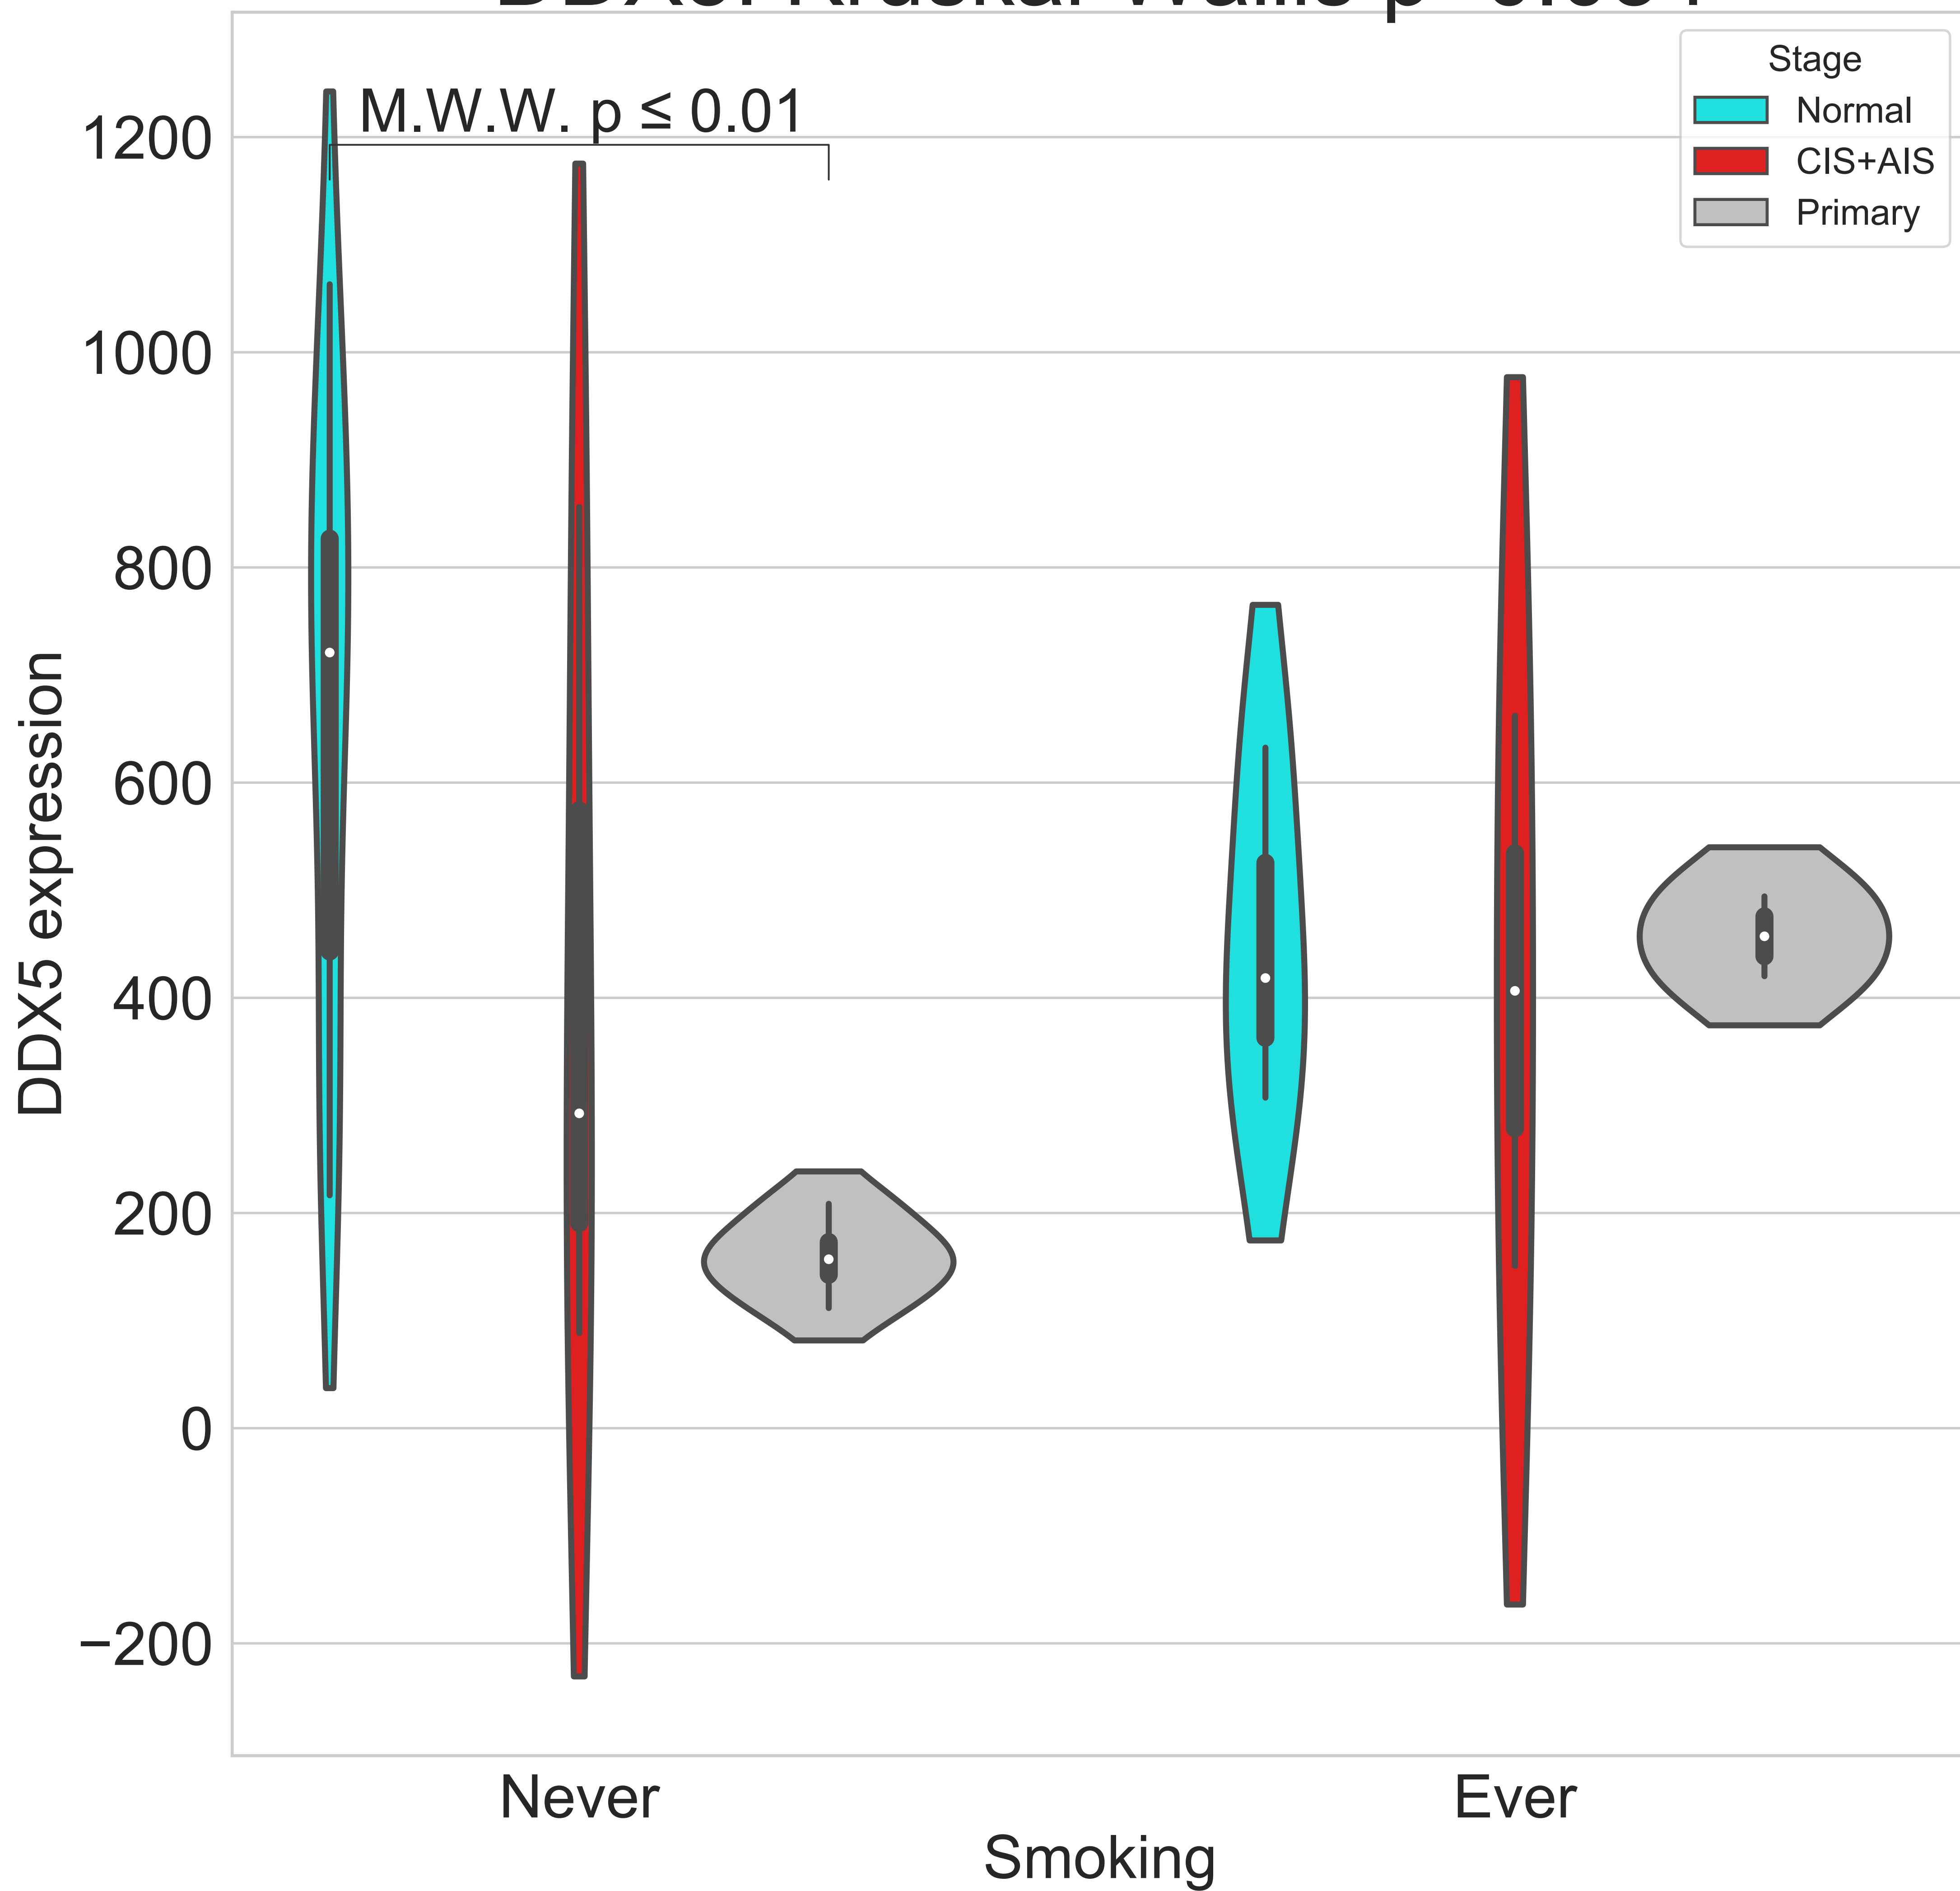 Stage
Normal
CIS+AIS
Primary
M.W.W. p ≤ 0.01
1200
1000
800
600
400
200
0
−200
DDX5 expression
Never
Ever
Smoking